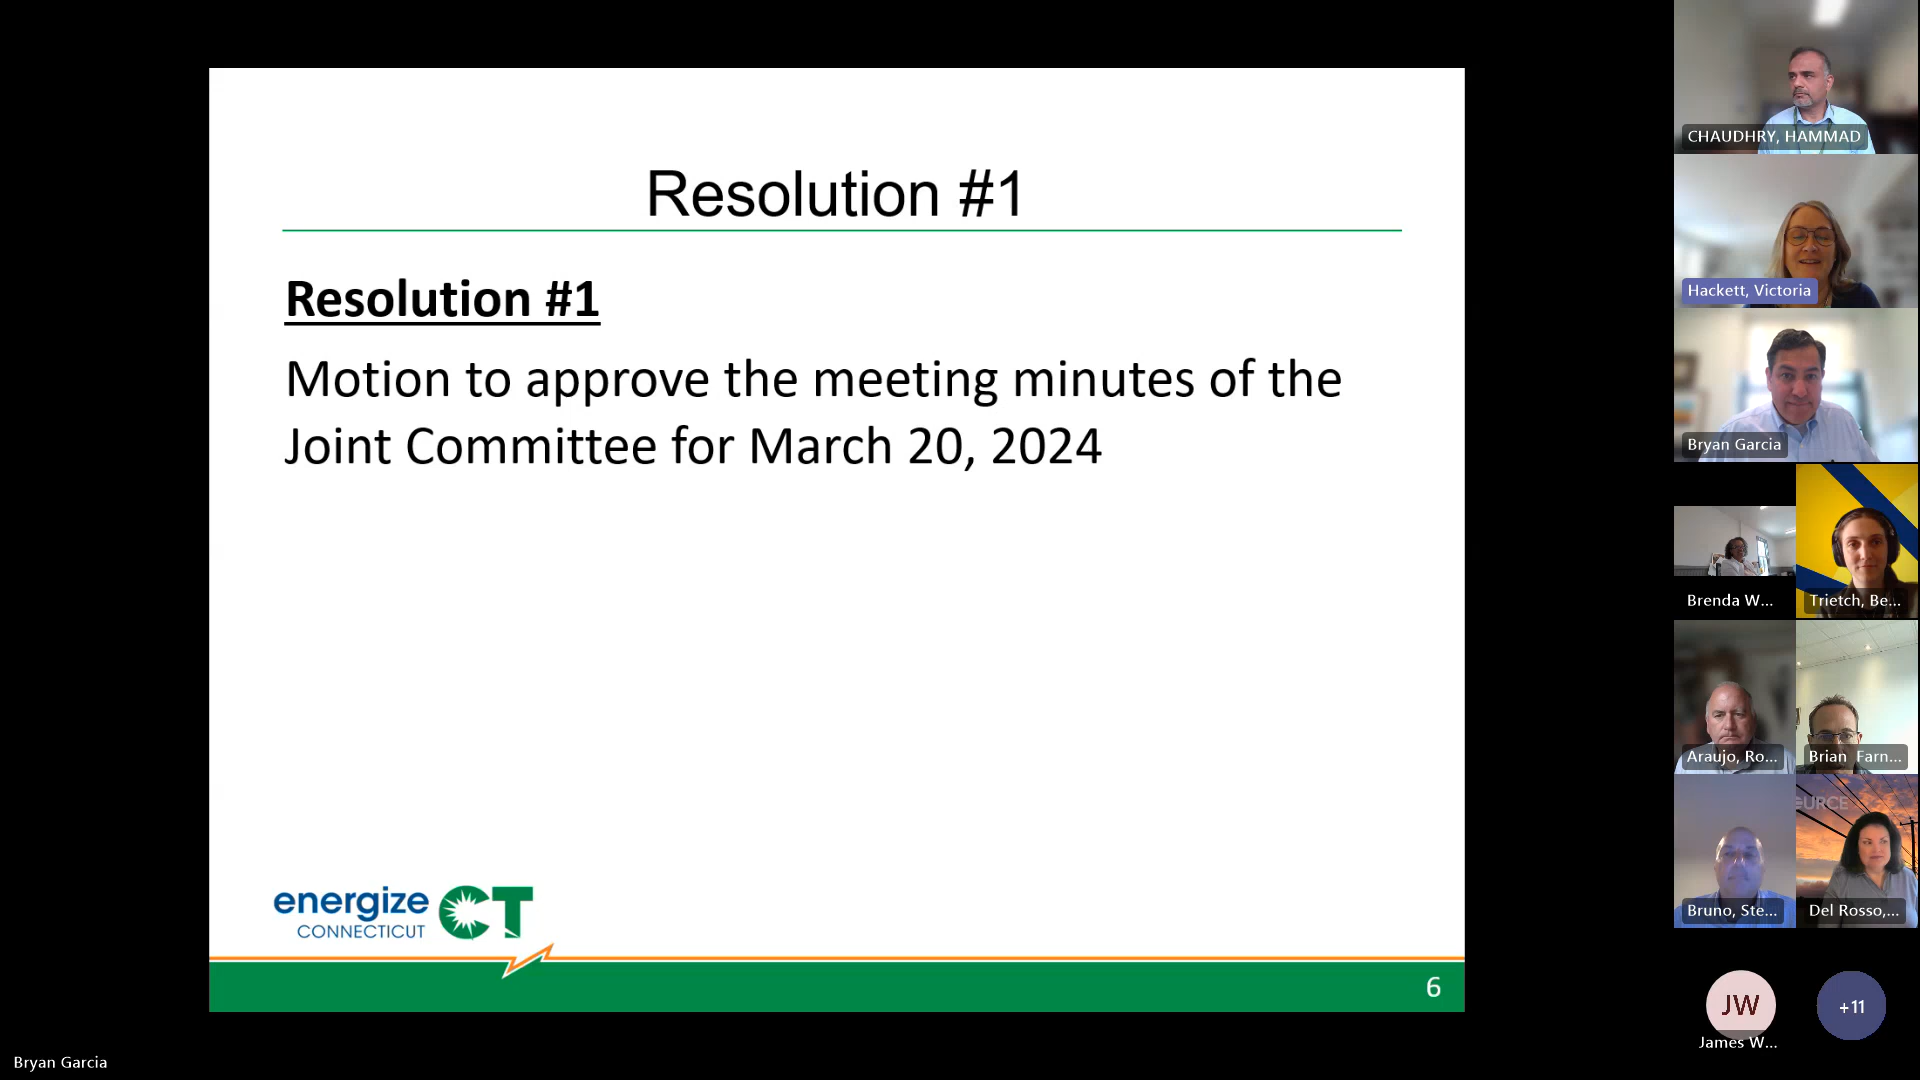 Resolution #1
Resolution #1
Motion to approve the meeting minutes of the
Joint Committee for March 20, 2024
energize CT
CONNECTICUT
6
CHAUDHRY, HAMMAD
Hackett, Victoria
Bryan Garcia
Brenda W...
Trietch, Be...
Araujo, Ro...
Brian Farn...
URCE
Bruno, Ste...
Del Rosso,...
JW
James W...
+11
Bryan Garcia